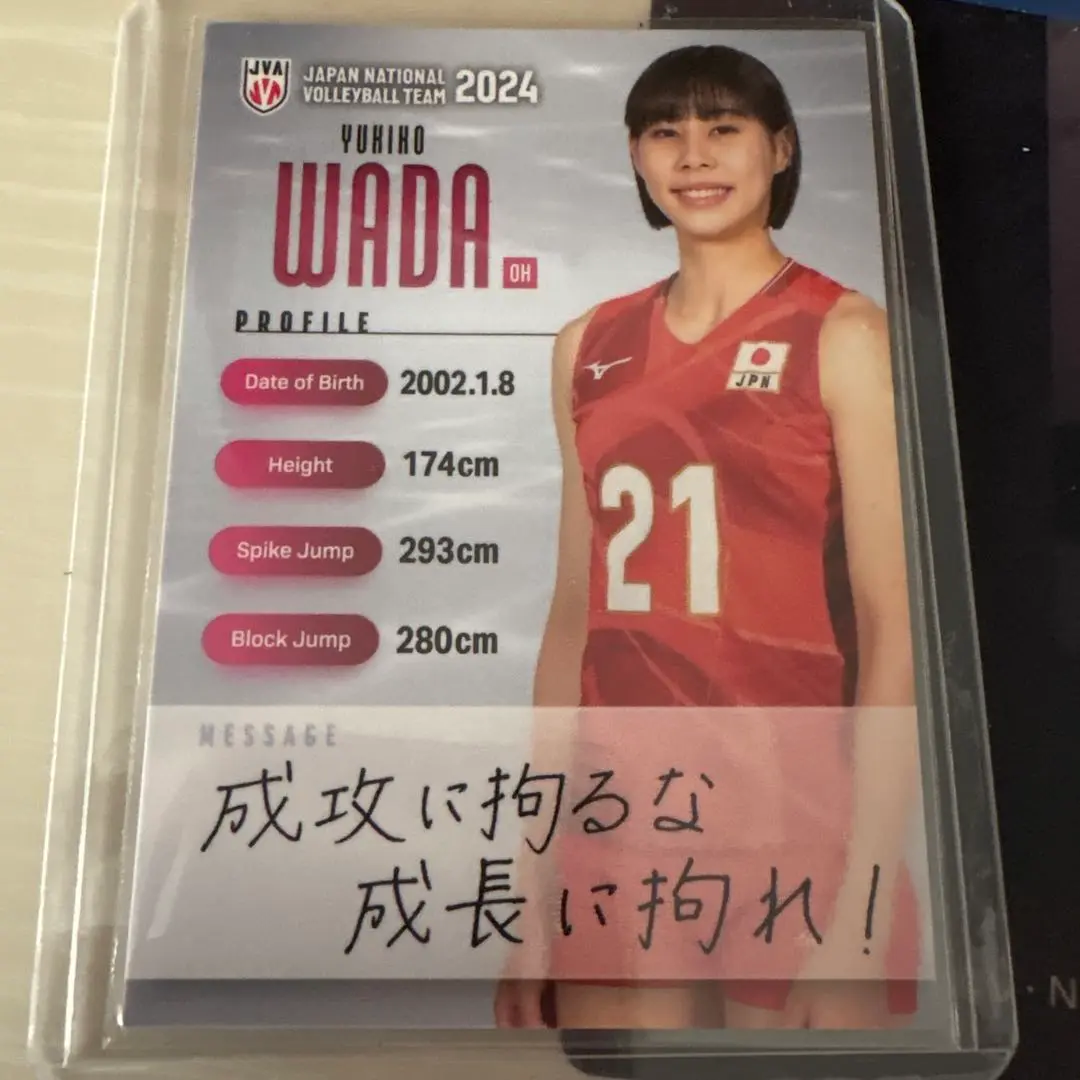 JVA
JAPAN NATIONAL
VOLLEYBALL TEAM 2024
YUKIKO
WADA
OH
PROFILE
Date of Birth 2002.1.8
Height 174cm
Spike Jump 293cm
Block Jump 280cm
JPN
21
MESSAGE
成攻に拘るな
成長に拘れ!
· N